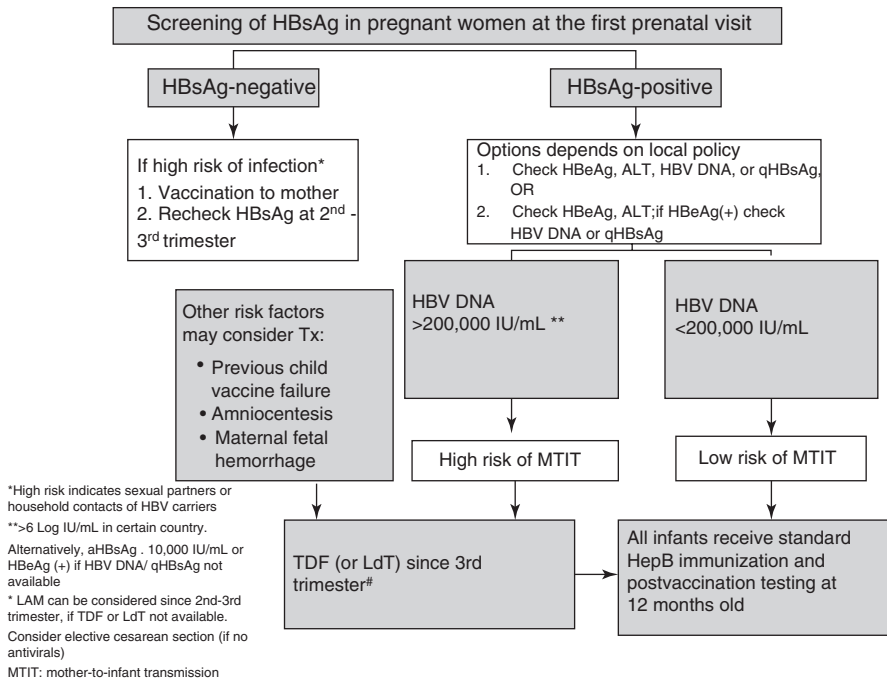 Screening of HBsAg in pregnant women at the first prenatal visit
HBsAg-negative
HBsAg-positive
If high risk of infection*
1. Vaccination to mother
2. Recheck HBsAg at 2nd -
3rd trimester
Options depends on local policy
1. Check HBeAg, ALT, HBV DNA, or qHBsAg,
OR
2. Check HBeAg, ALT;if HBeAg(+) check
HBV DNA or qHBsAg
Other risk factors
may consider Tx:
• Previous child
vaccine failure
• Amniocentesis
• Maternal fetal
hemorrhage
HBV DNA
>200,000 IU/mL **
HBV DNA
<200,000 IU/mL
High risk of MTIT
Low risk of MTIT
TDF (or LdT) since 3rd
trimester#
All infants receive standard
HepB immunization and
postvaccination testing at
12 months old
*High risk indicates sexual partners or
household contacts of HBV carriers
**>6 Log IU/mL in certain country.
Alternatively, aHBsAg . 10,000 IU/mL or
HBeAg (+) if HBV DNA/ qHBsAg not
available
* LAM can be considered since 2nd-3rd
trimester, if TDF or LdT not available.
Consider elective cesarean section (if no
antivirals)
MTIT: mother-to-infant transmission